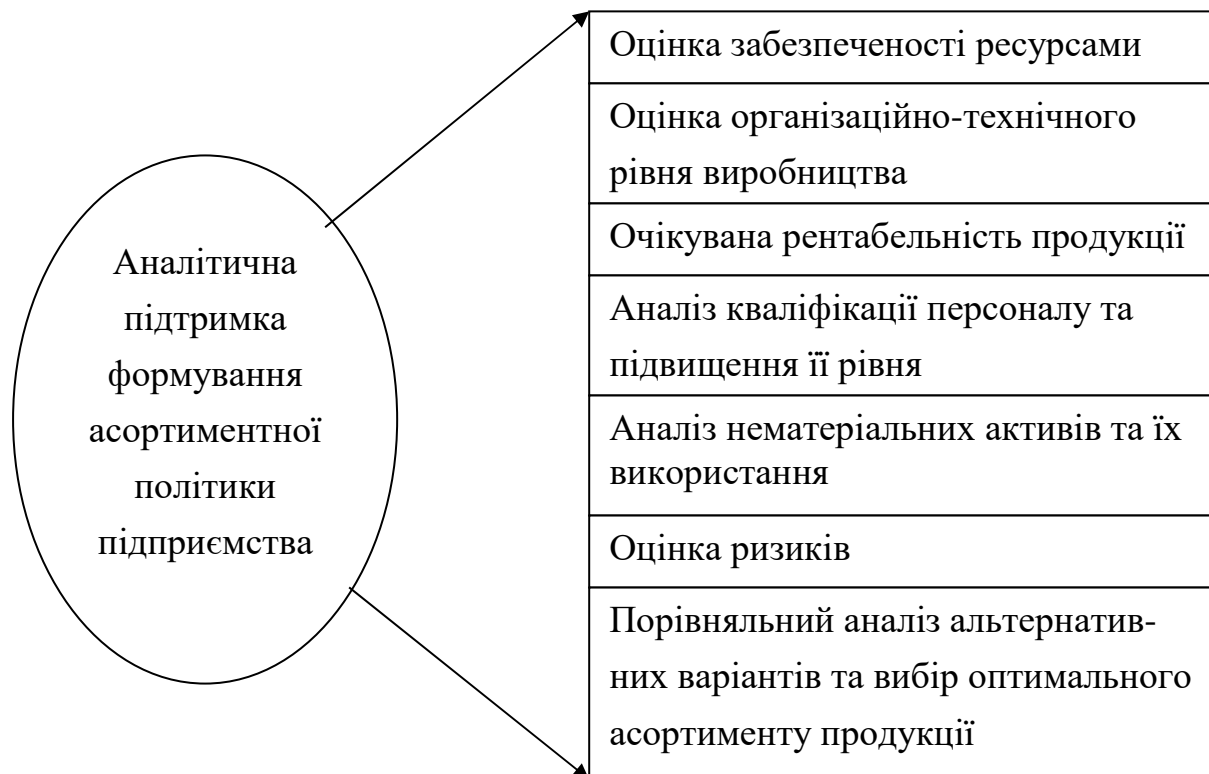 Аналітична
підтримка
формування
асортиментної
політики
підприємства
Оцінка забезпеченості ресурсами
Оцінка організаційно-технічного
рівня виробництва
Очікувана рентабельність продукції
Аналіз кваліфікації персоналу та
підвищення її рівня
Аналіз нематеріальних активів та їх
використання
Оцінка ризиків
Порівняльний аналіз альтернатив-
них варіантів та вибір оптимального
асортименту продукції